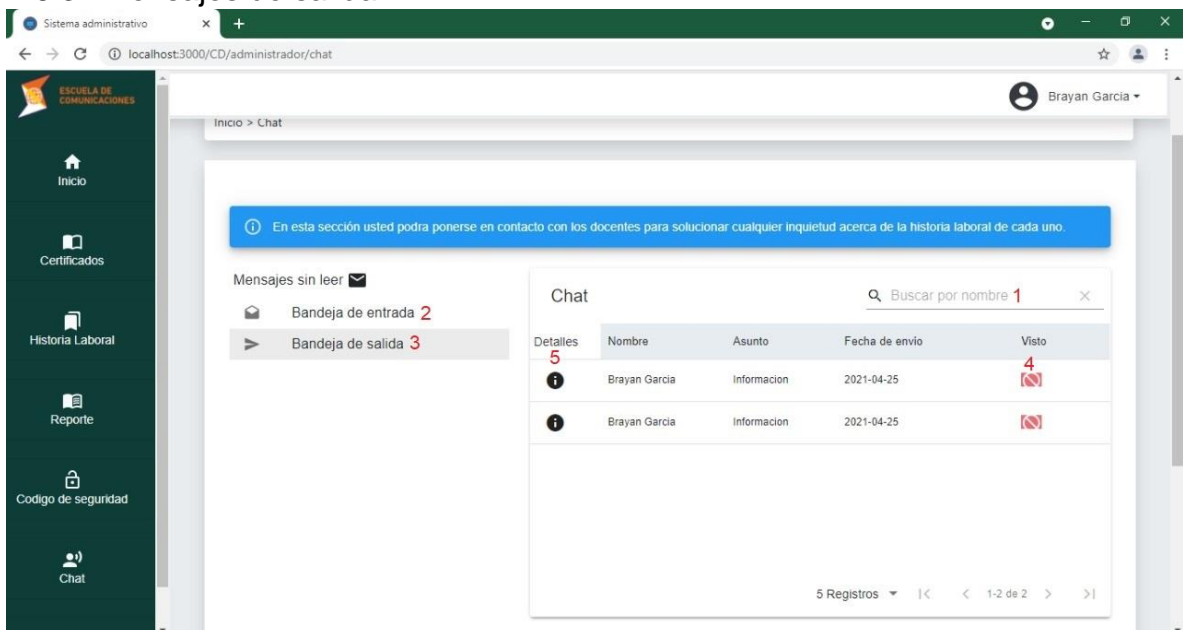 Sistema administrativo
localhost:3000/CD/administrador/chat
ESCUELA DE
COMUNICACIONES
Brayan Garcia
Inicio > Chat
Inicio
Certificados
Historia Laboral
Reporte
Codigo de seguridad
Chat
En esta sección usted podra ponerse en contacto con los docentes para solucionar cualquier inquietud acerca de la historia laboral de cada uno.
Mensajes sin leer
Bandeja de entrada 2
Bandeja de salida 3
Chat
Buscar por nombre 1
Detalles Nombre Asunto Fecha de envio Visto
5 4
Brayan Garcia Informacion 2021-04-25
Brayan Garcia Informacion 2021-04-25
5 Registros 1-2 de 2